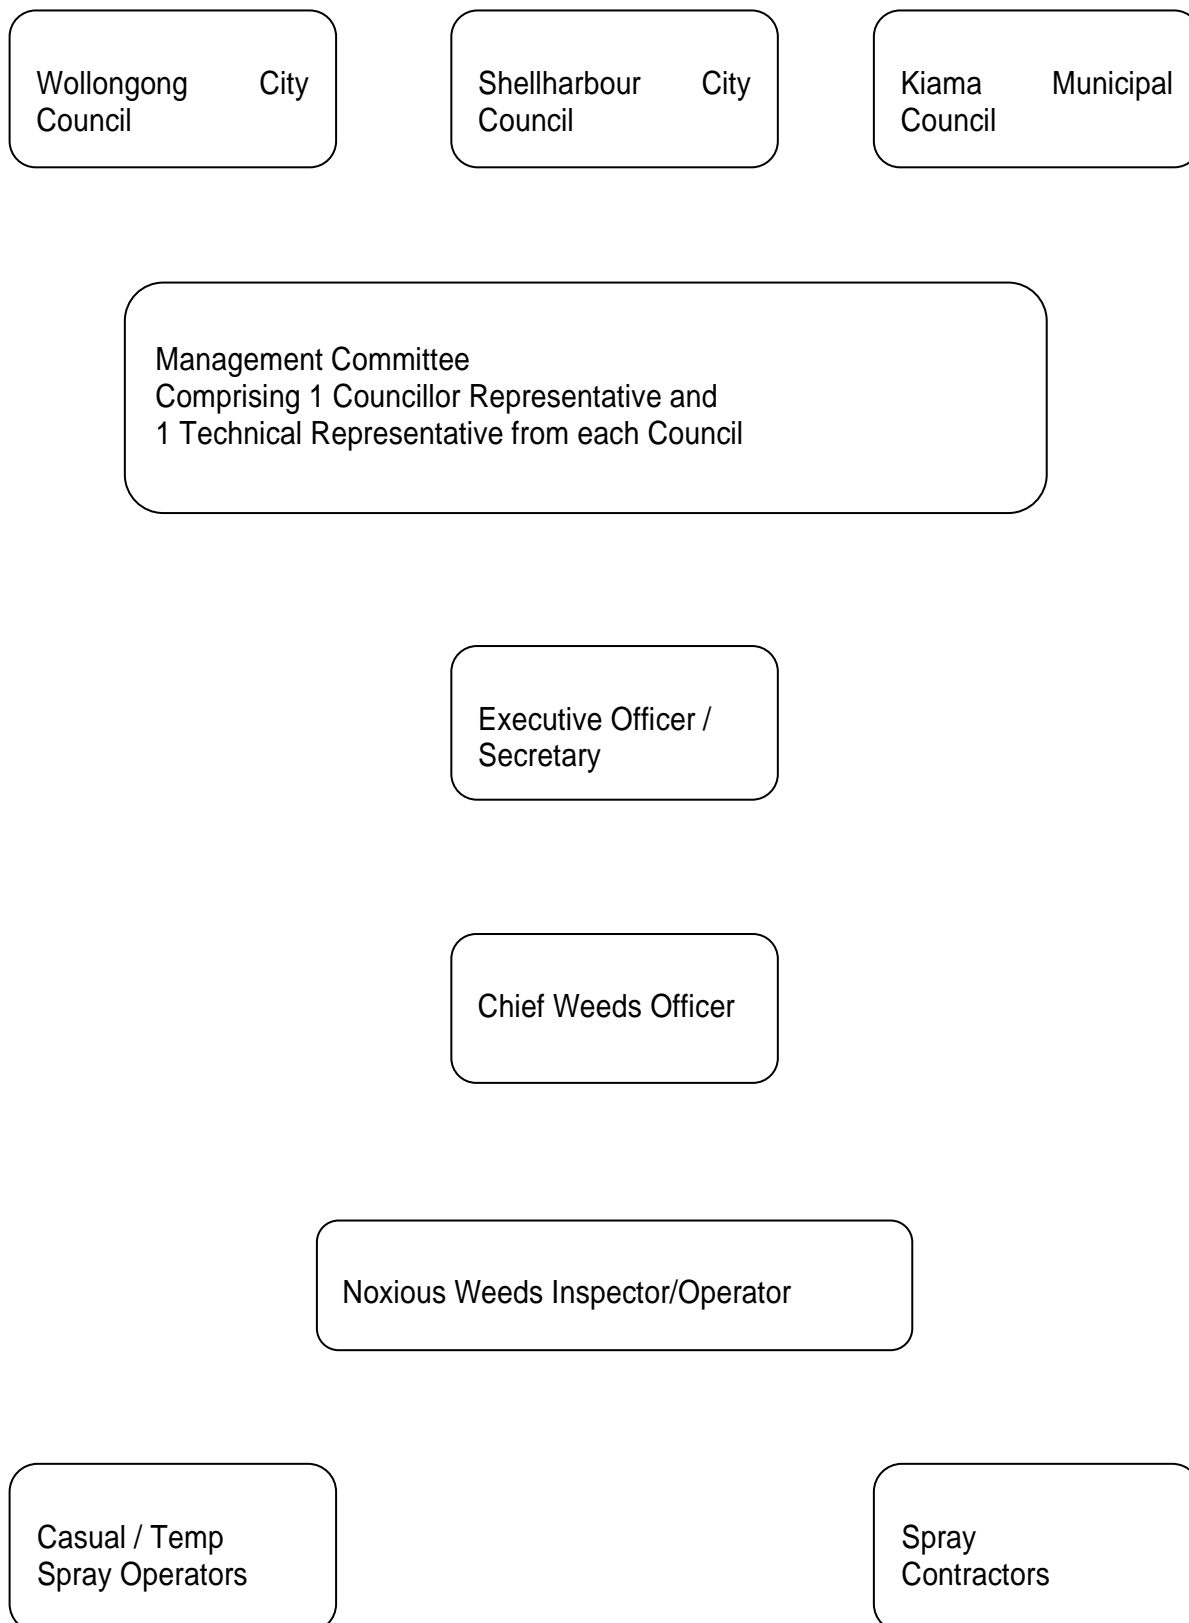 Wollongong City
Council
Shellharbour City
Council
Kiama Municipal
Council
Management Committee
Comprising 1 Councillor Representative and
1 Technical Representative from each Council
Executive Officer /
Secretary
Chief Weeds Officer
Noxious Weeds Inspector/Operator
Casual / Temp
Spray Operators
Spray
Contractors